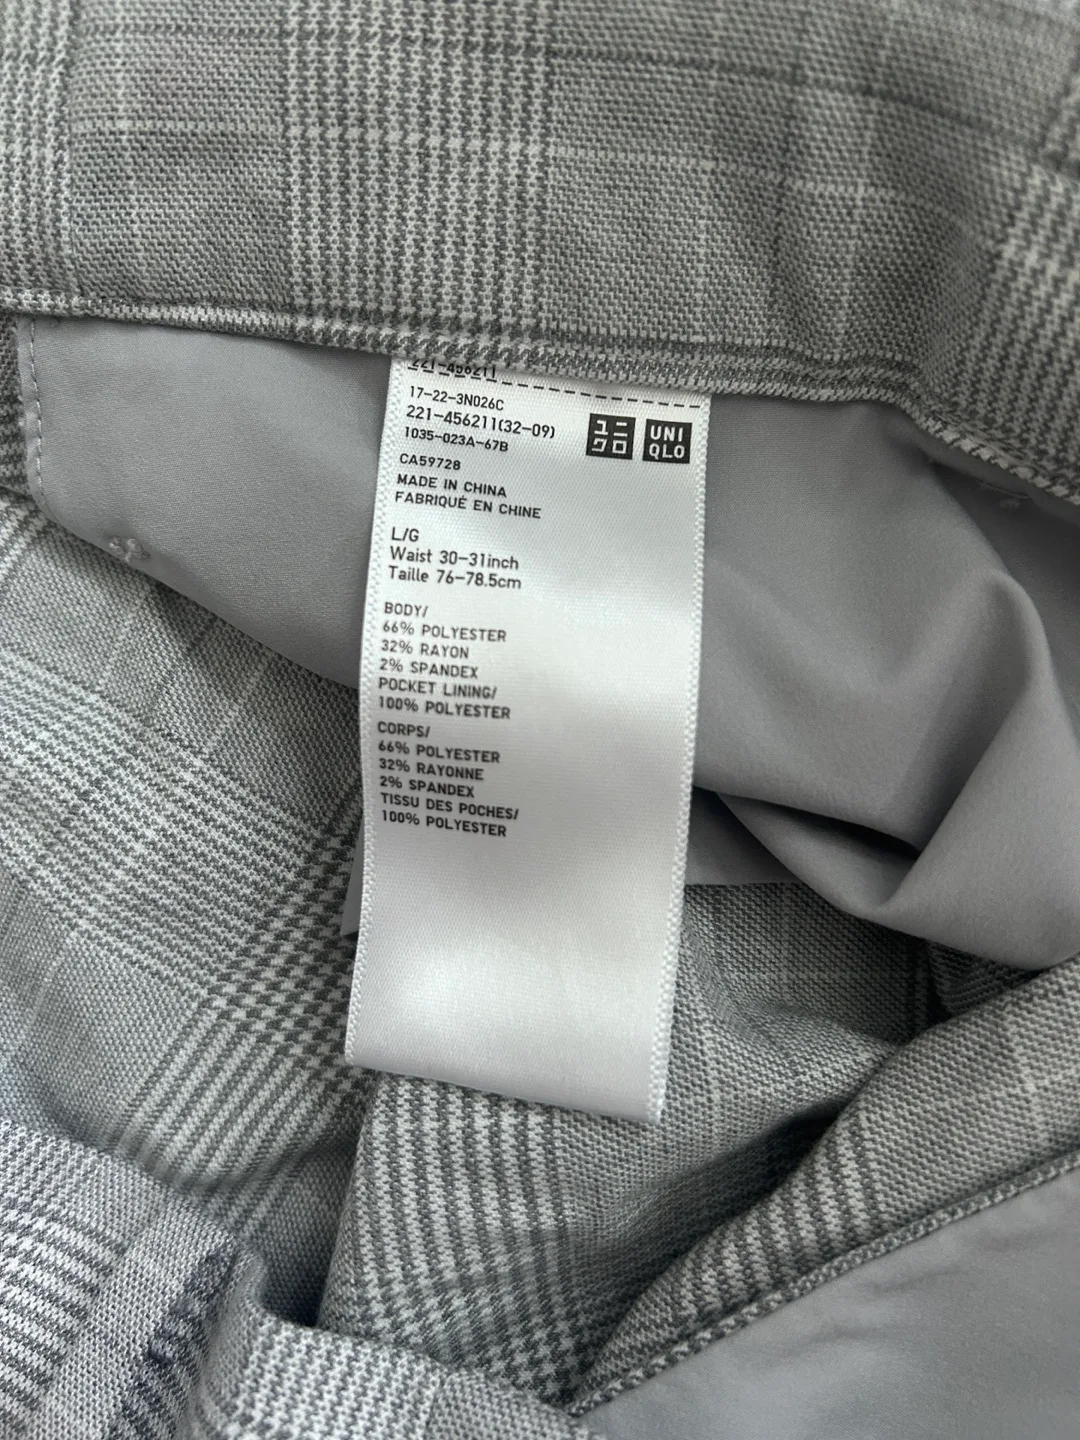 221-456211
17-22-3N026C
221-456211(32-09)
1035-023A-67B
ユニ
クロ
UNI
QLO
CA59728
MADE IN CHINA
FABRIQUÉ EN CHINE
L/G
Waist 30-31inch
Taille 76-78.5cm
BODY/
66% POLYESTER
32% RAYON
2% SPANDEX
POCKET LINING/
100% POLYESTER
CORPS/
66% POLYESTER
32% RAYONNE
2% SPANDEX
TISSU DES POCHES/
100% POLYESTER